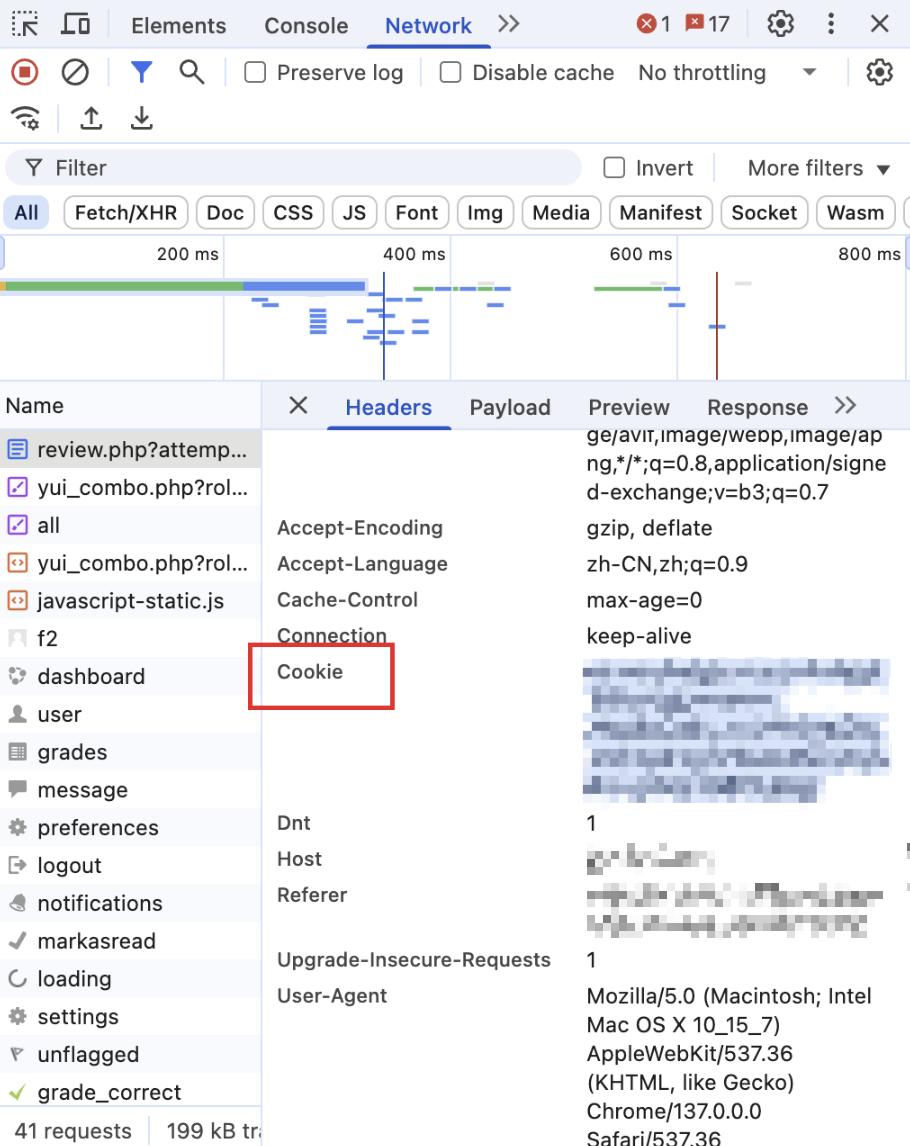 Elements Console Network 1 17
Preserve log Disable cache No throttling
Filter Invert More filters
All Fetch/XHR Doc CSS JS Font Img Media Manifest Socket Wasm
200 ms 400 ms 600 ms 800 ms
Name
review.php?attemp...
yui_combo.php?rol...
all
yui_combo.php?rol...
javascript-static.js
f2
dashboard
user
grades
message
preferences
logout
notifications
markasread
loading
settings
unflagged
grade_correct
41 requests 199 kB tra
Headers Payload Preview Response
ge/avif,image/webp,image/ap
ng,*/*;q=0.8,application/signe
d-exchange;v=b3;q=0.7
Accept-Encoding gzip, deflate
Accept-Language zh-CN,zh;q=0.9
Cache-Control max-age=0
Connection keep-alive
Cookie
Dnt 1
Host
Referer
Upgrade-Insecure-Requests 1
User-Agent Mozilla/5.0 (Macintosh; Intel
Mac OS X 10_15_7)
AppleWebKit/537.36
(KHTML, like Gecko)
Chrome/137.0.0.0
Safari/537.36